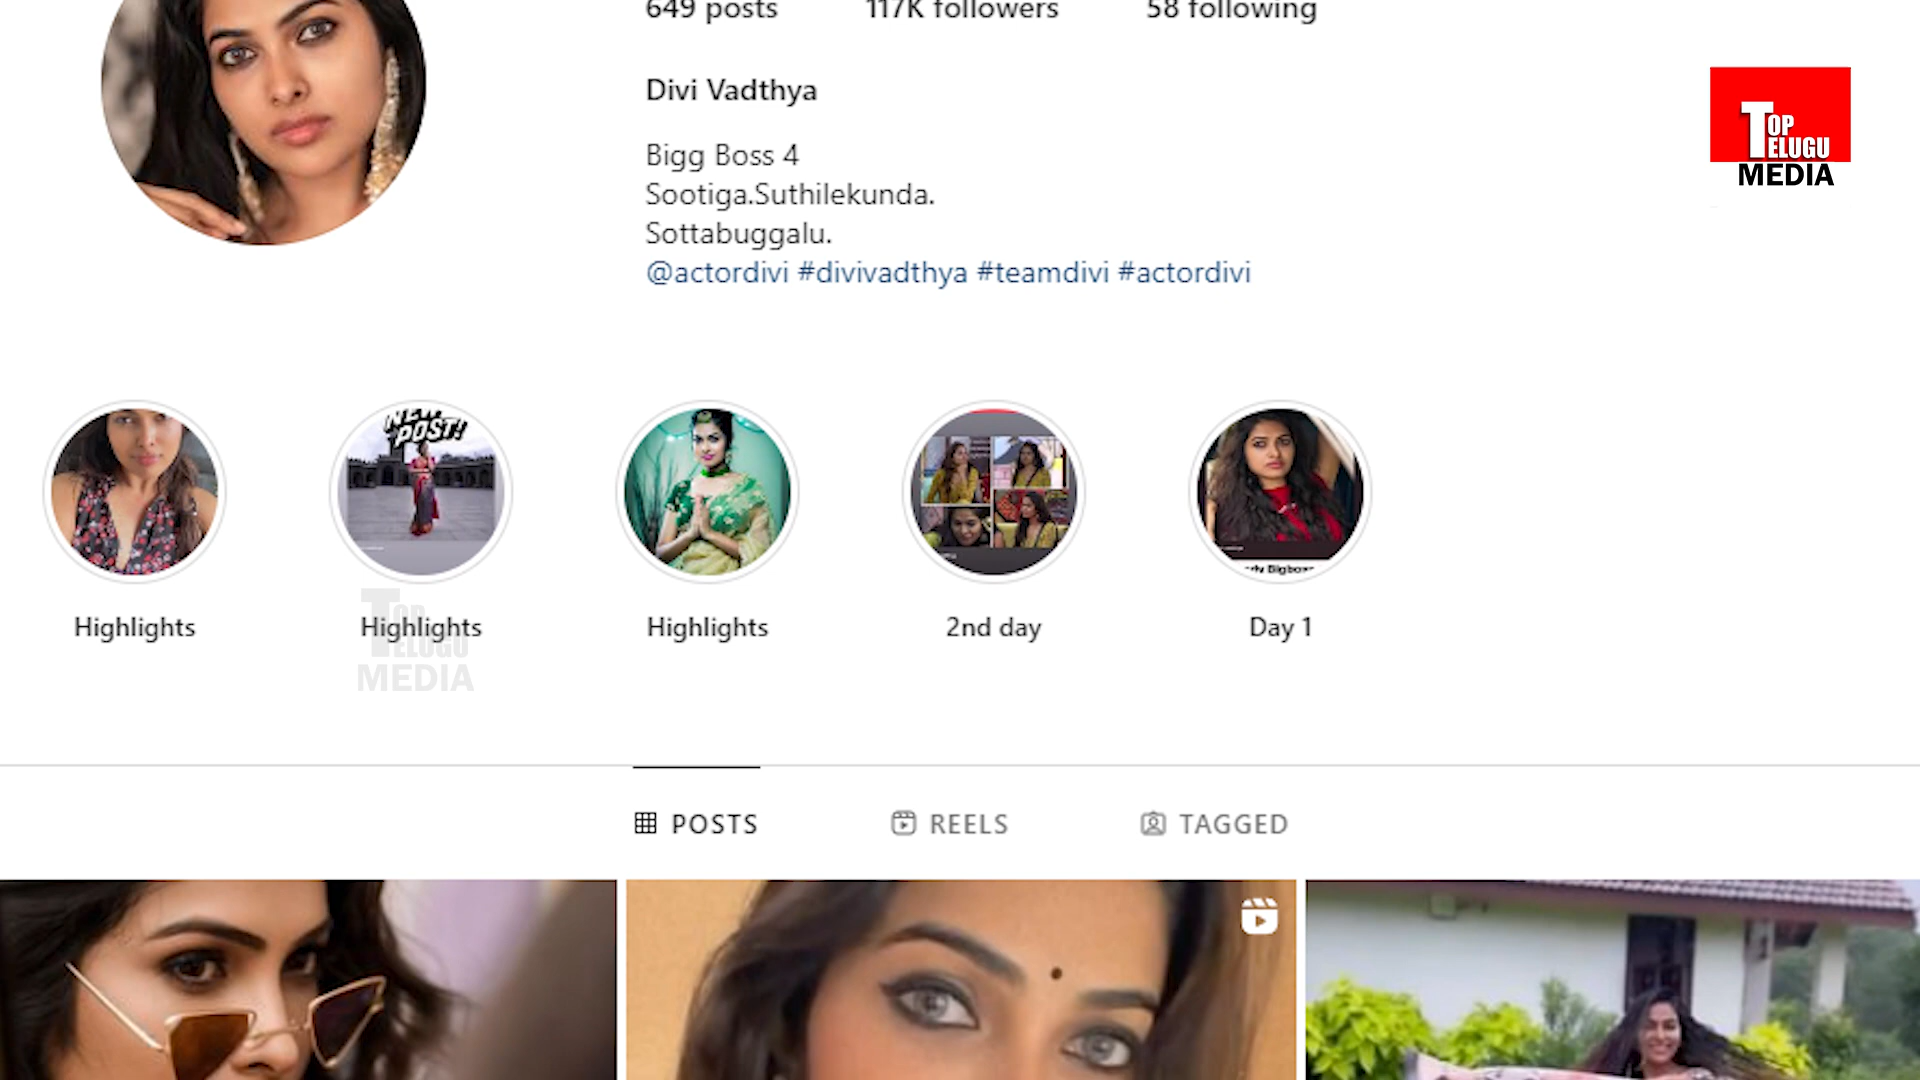 649 posts 117K followers 58 following
Divi Vadthya
Bigg Boss 4
Sootiga.Suthilekunda.
Sottabuggalu.
@actordivi #divivadthya #teamdivi #actordivi
TOP
TELUGU
MEDIA
NEW
POST!
Highlights
Highlights
Highlights
2nd day
Day 1
TOP
TELUGU
MEDIA
POSTS
REELS
TAGGED